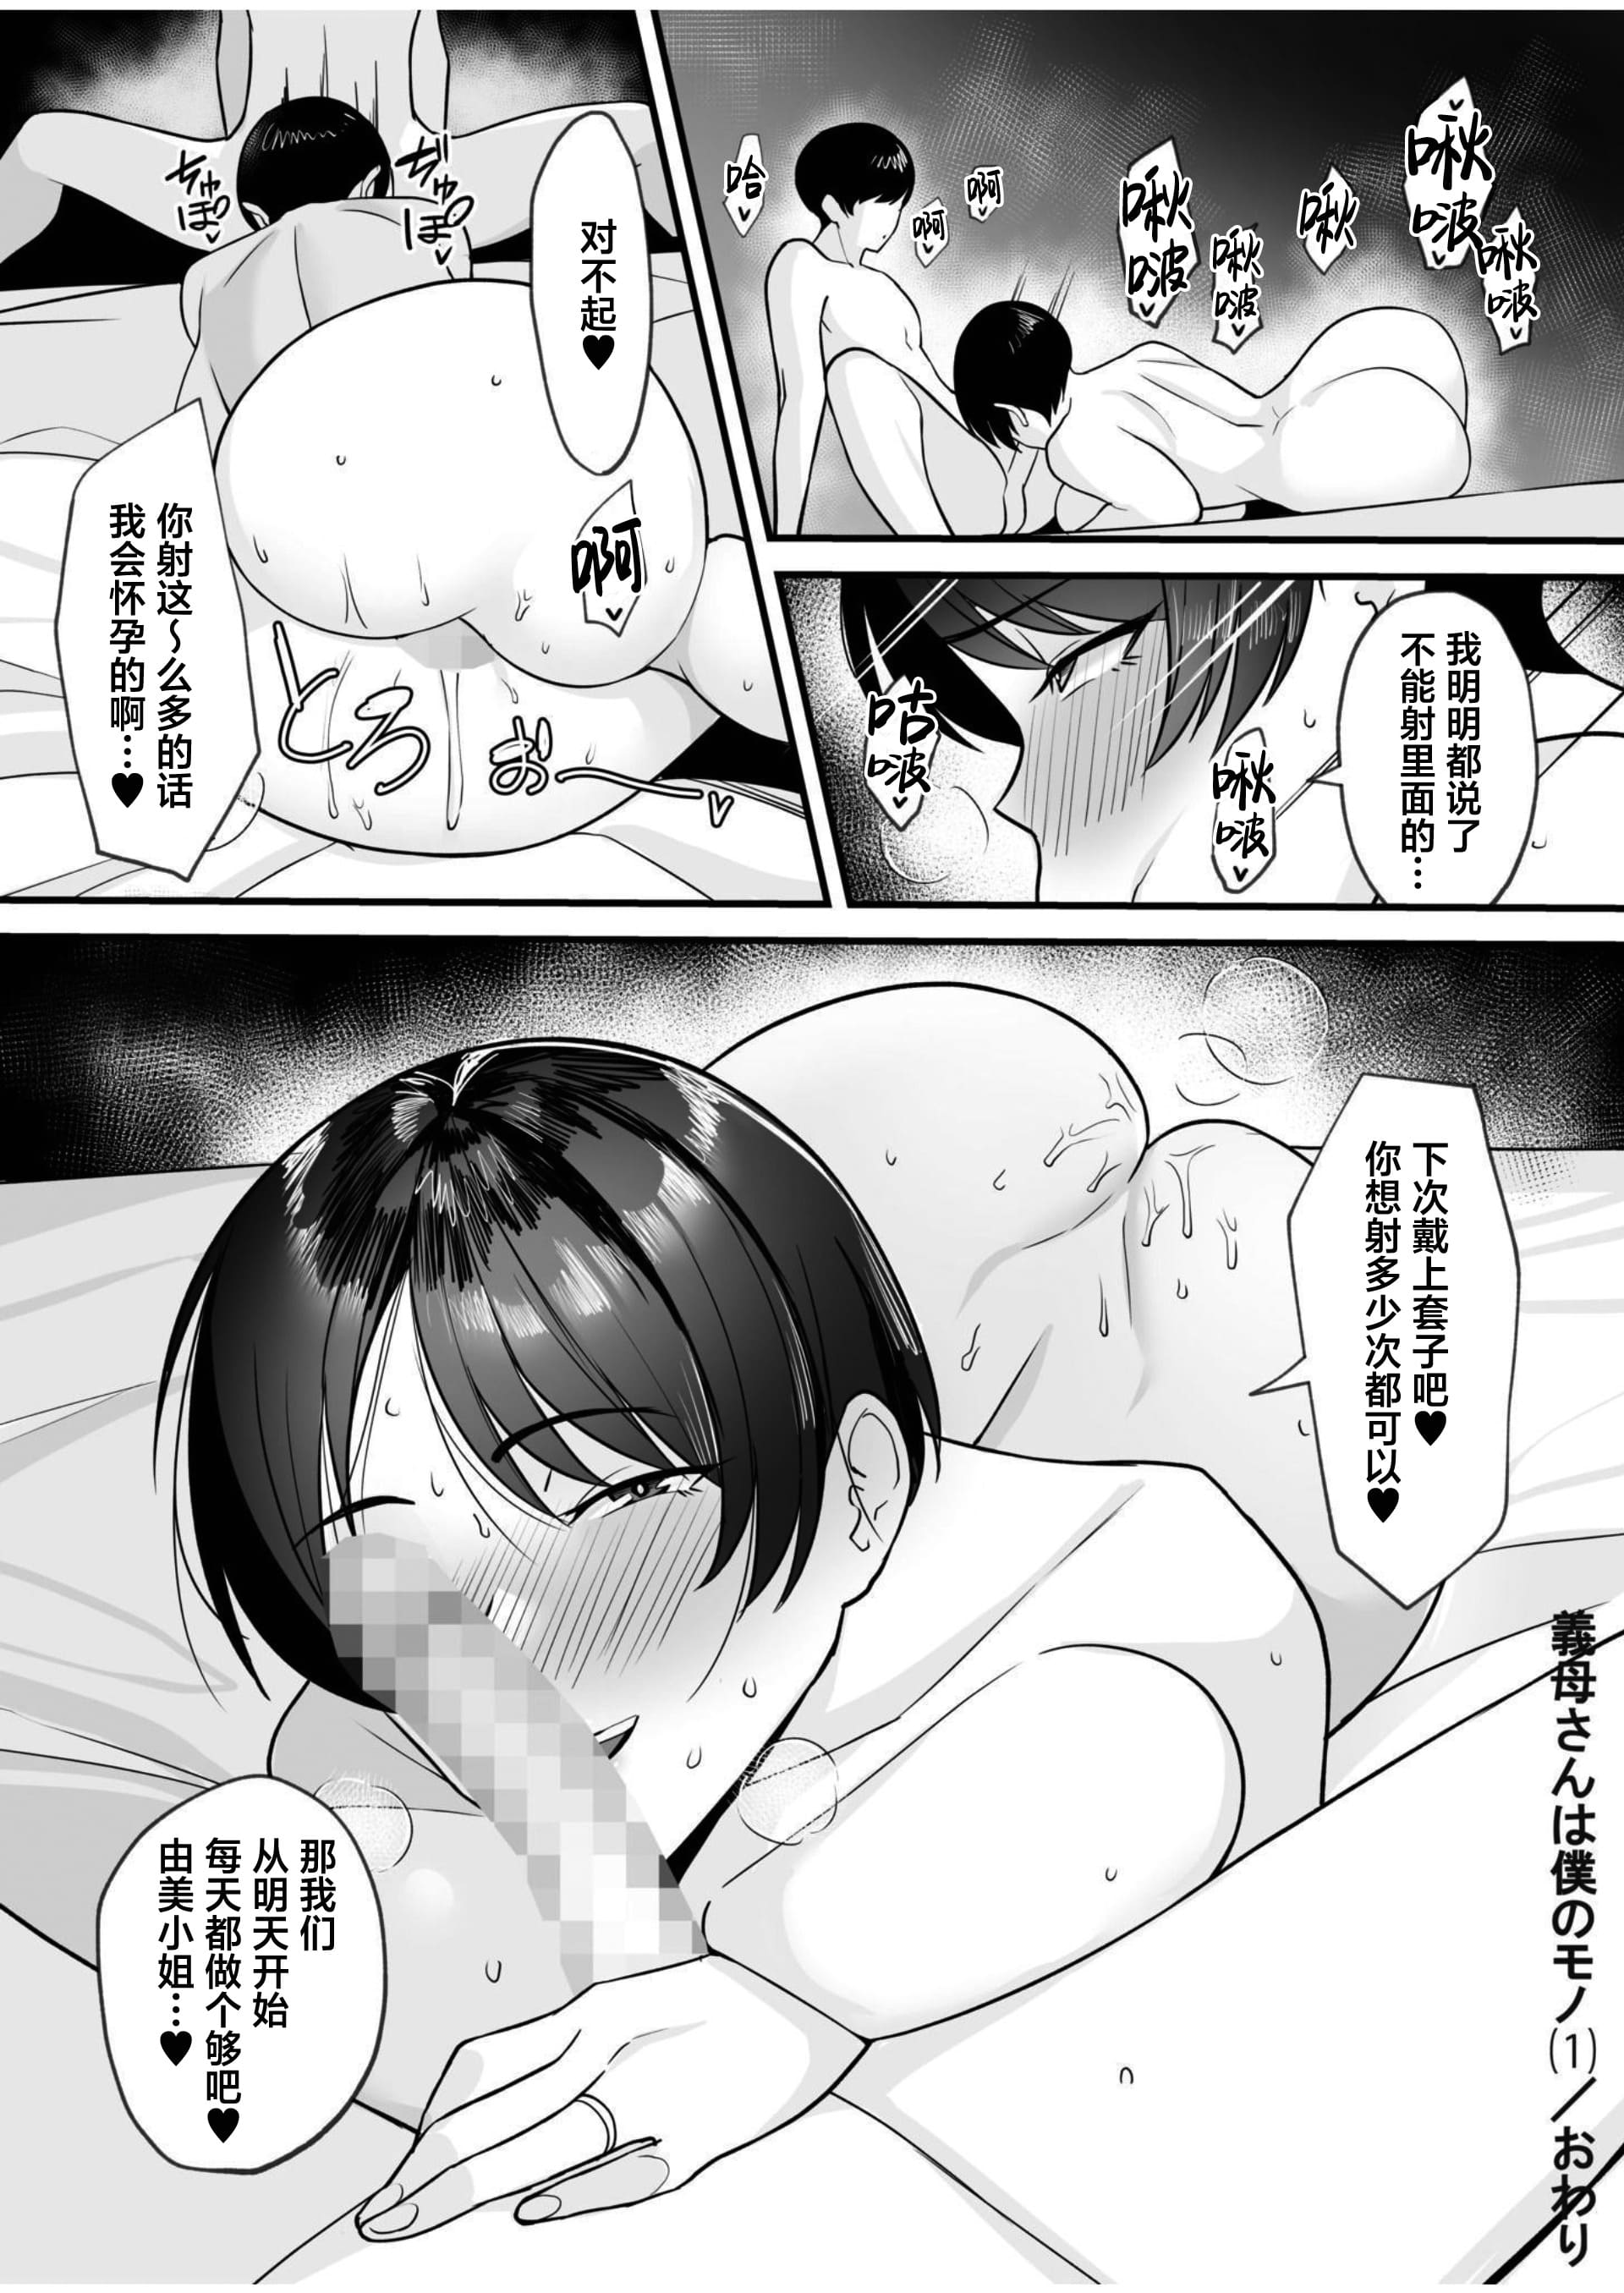 啾啵
啾啵
啾
啾啵
啾啵
啊
啊
哈
我明明都说了
不能射里面的…
咕啵
啾啵
ぢゅぽっ
ぢゅぽっ
对不起♥
啊
你射这～么多的话
我会怀孕的啊…♥
とろぉ〜
下次戴上套子吧♥
你想射多少次都可以♥
那我们
从明天开始
每天都做个够吧♥
由美小姐…♥
義母さんは僕のモノ(1)／おわり